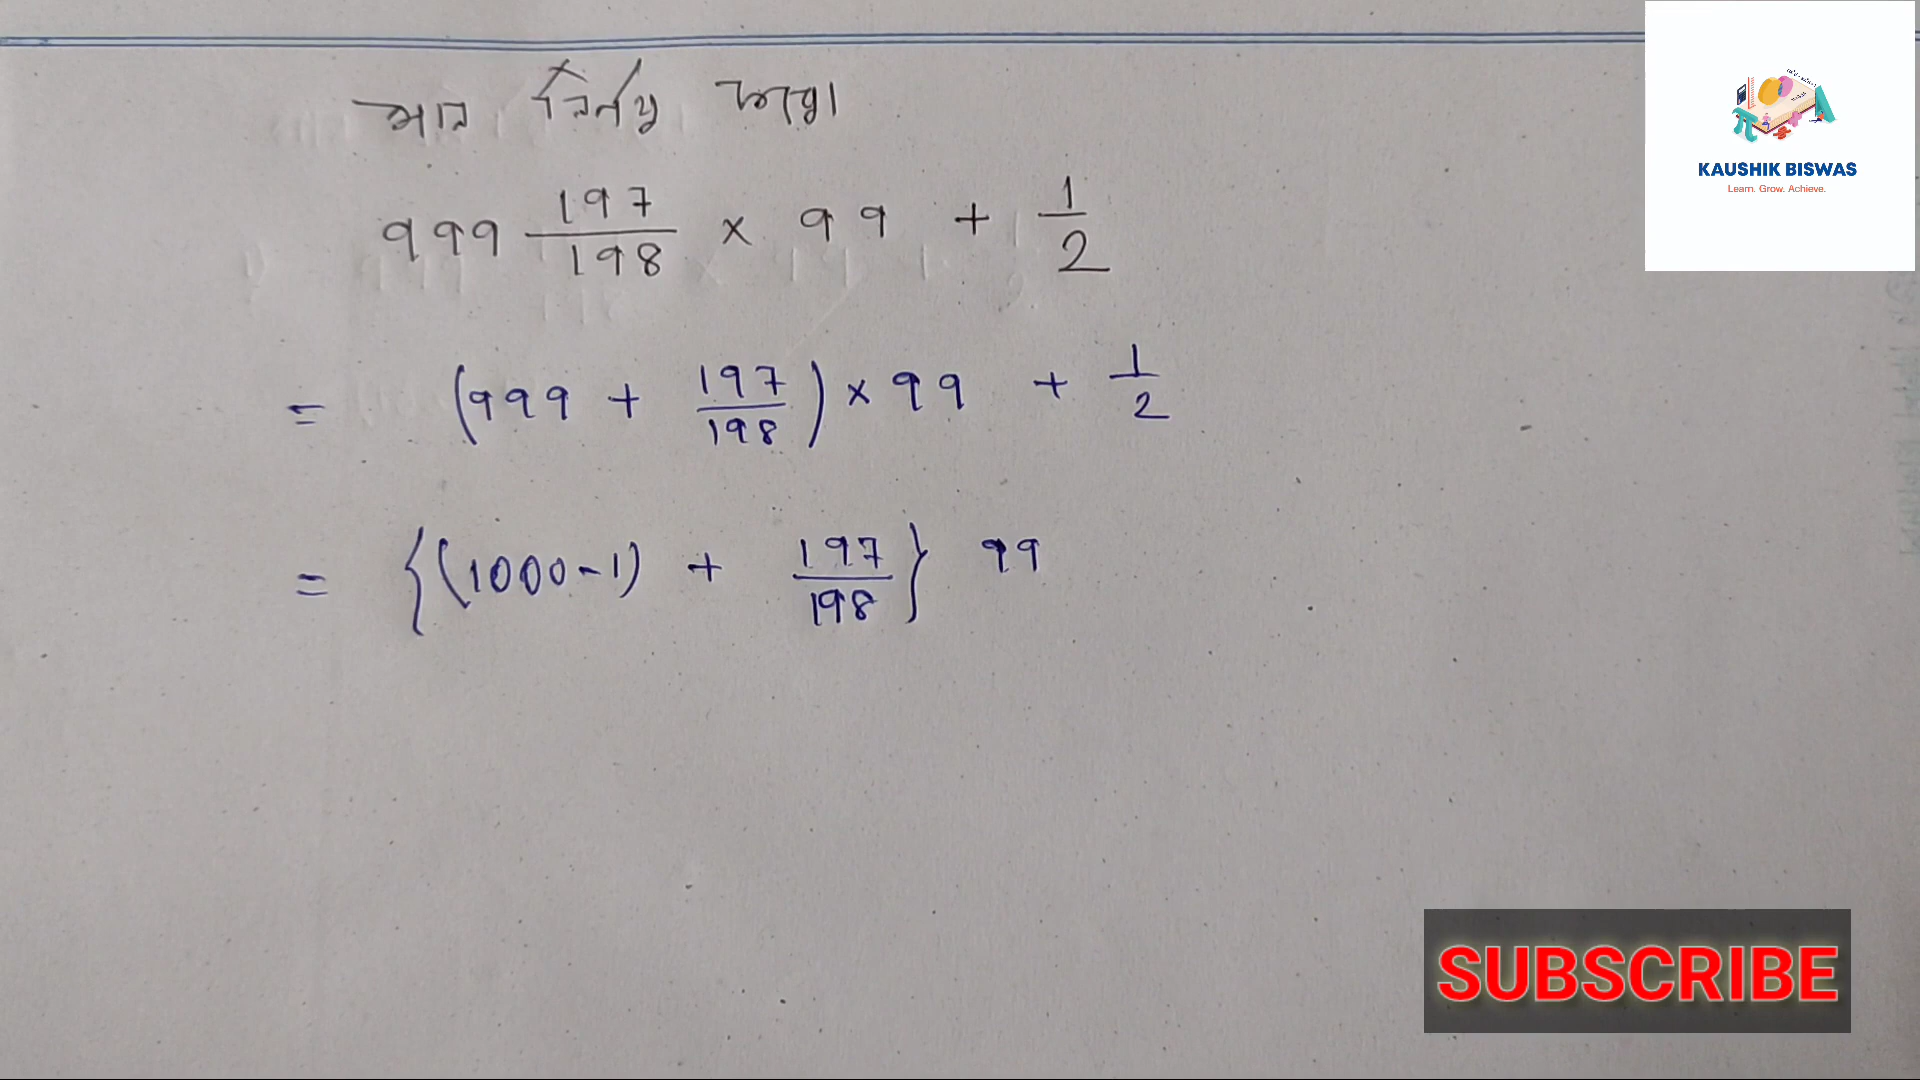 মান নির্ণয় করো।
999 197/198 × 99 + 1/2
= (999 + 197/198) × 99 + 1/2
= {(1000-1) + 197/198} 99
KAUSHIK BISWAS
Learn. Grow. Achieve.
SUBSCRIBE